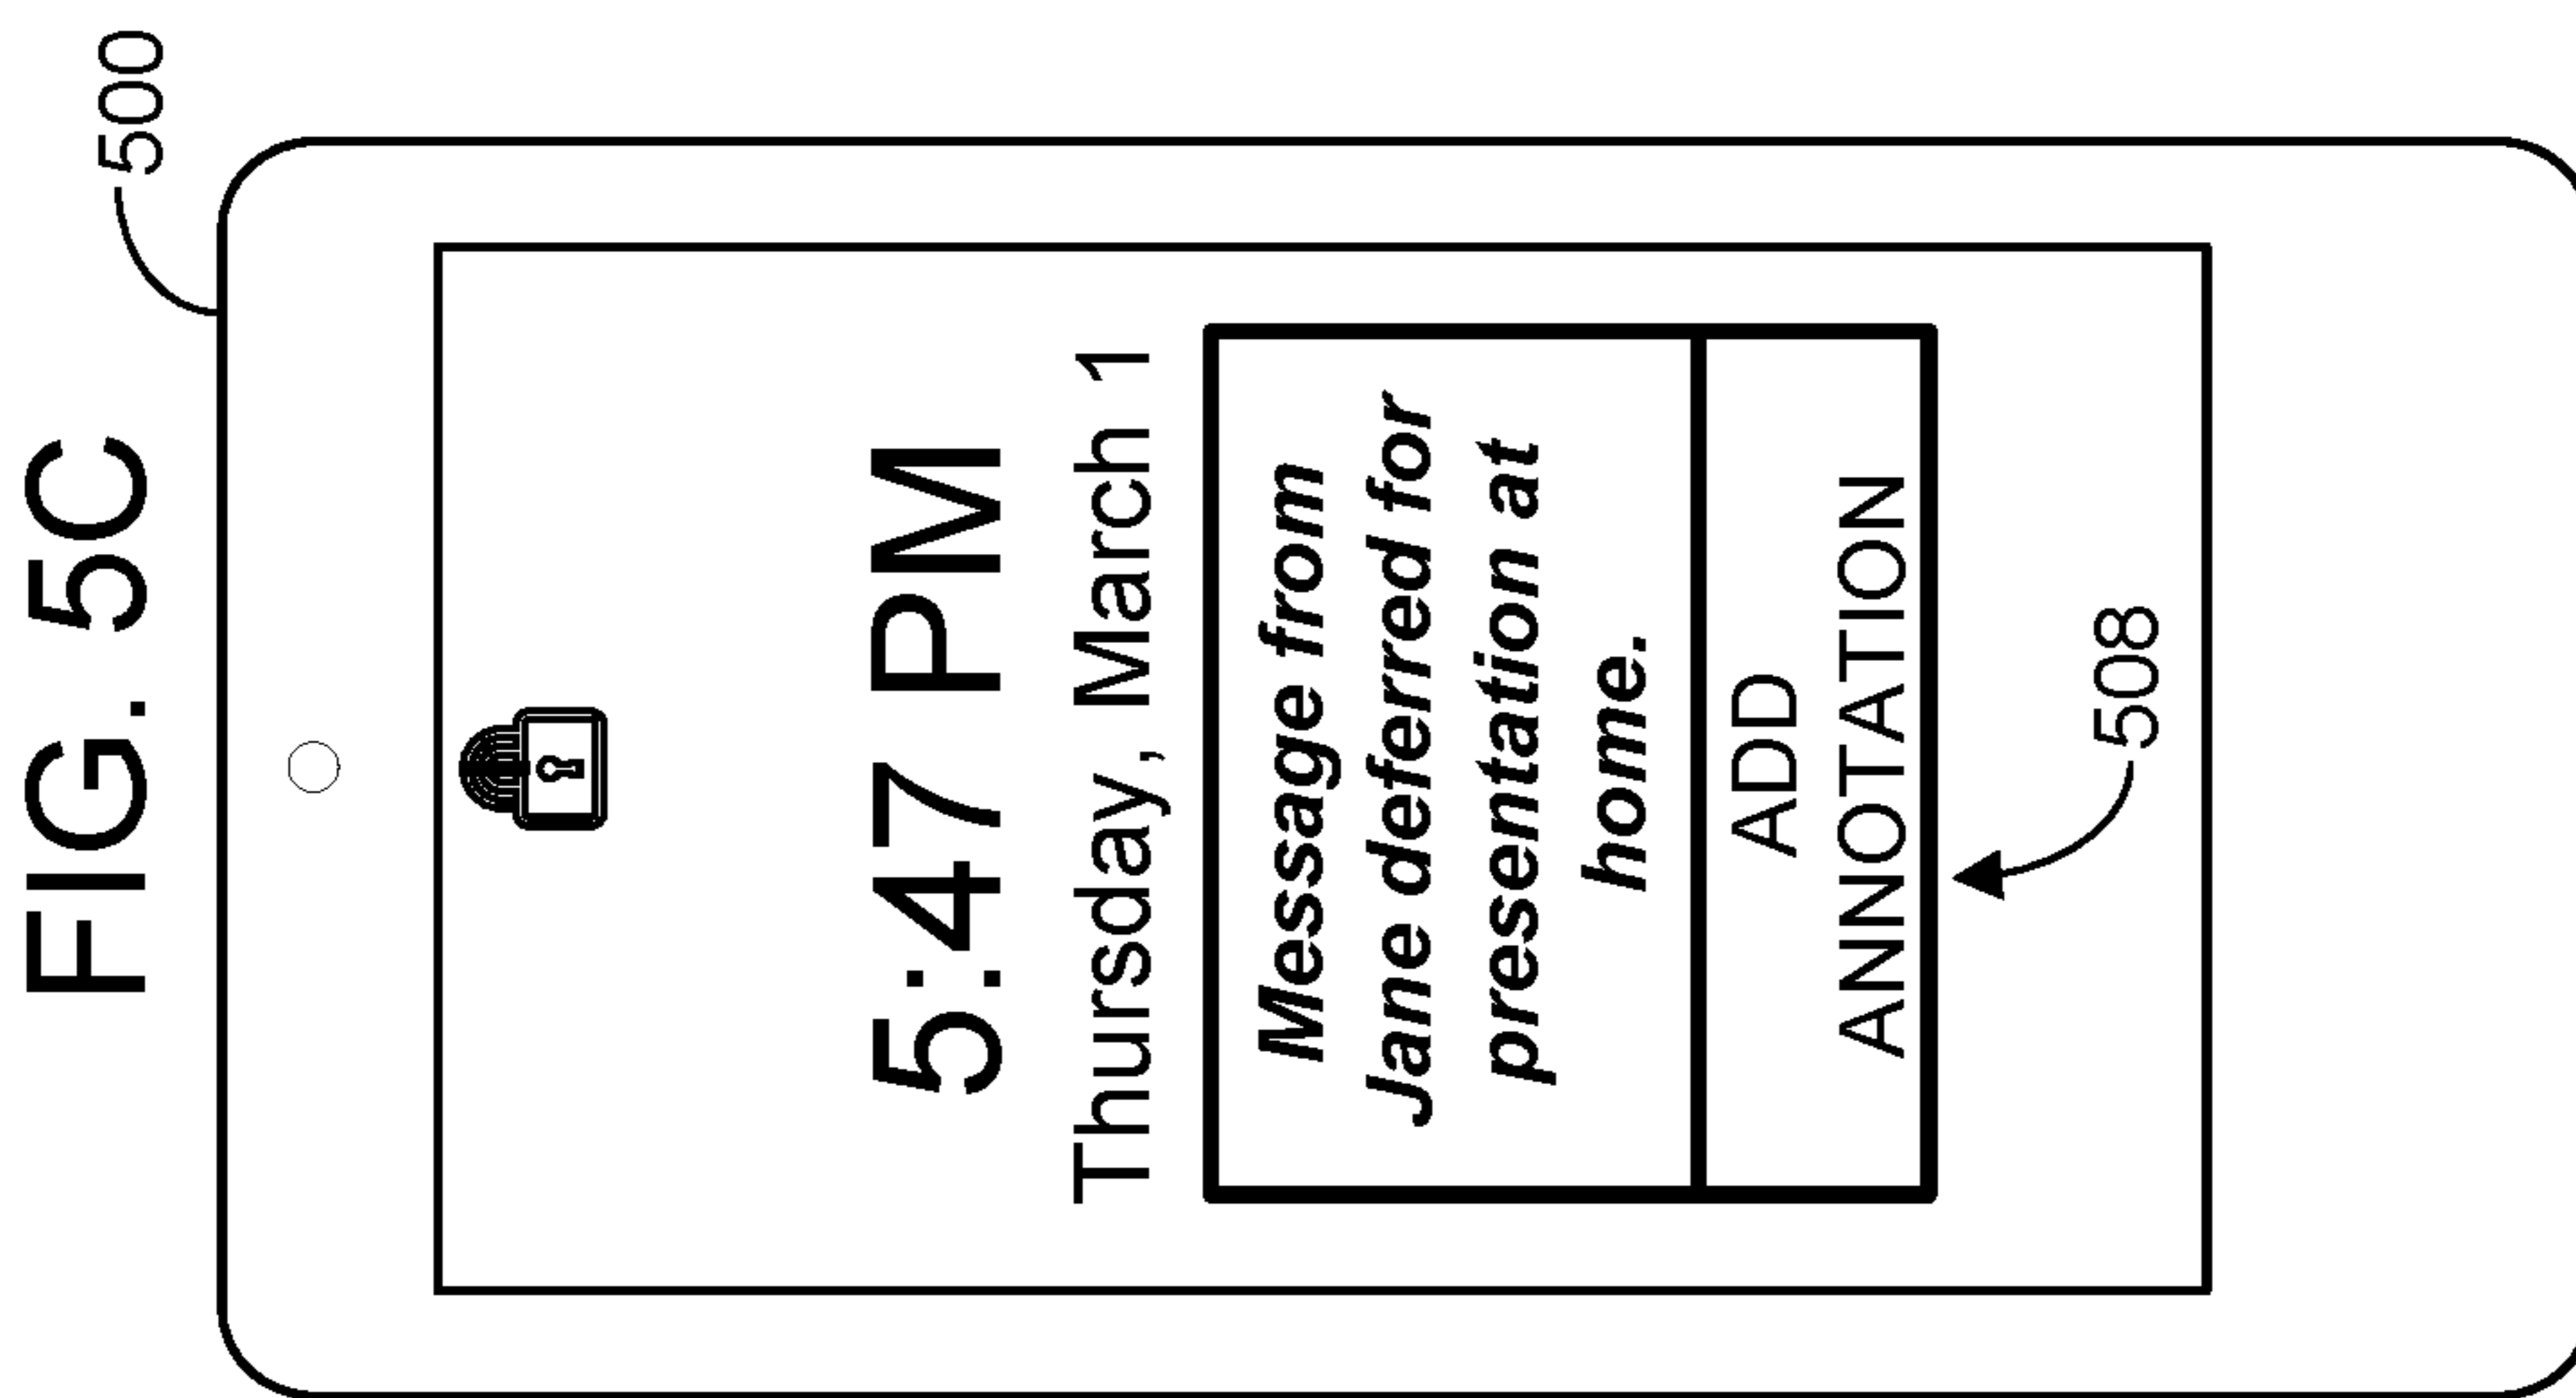 FIG. 5C
500
5:47 PM
Thursday, March 1
Message from
Jane deferred for
presentation at
home.
ADD
ANNOTATION
508